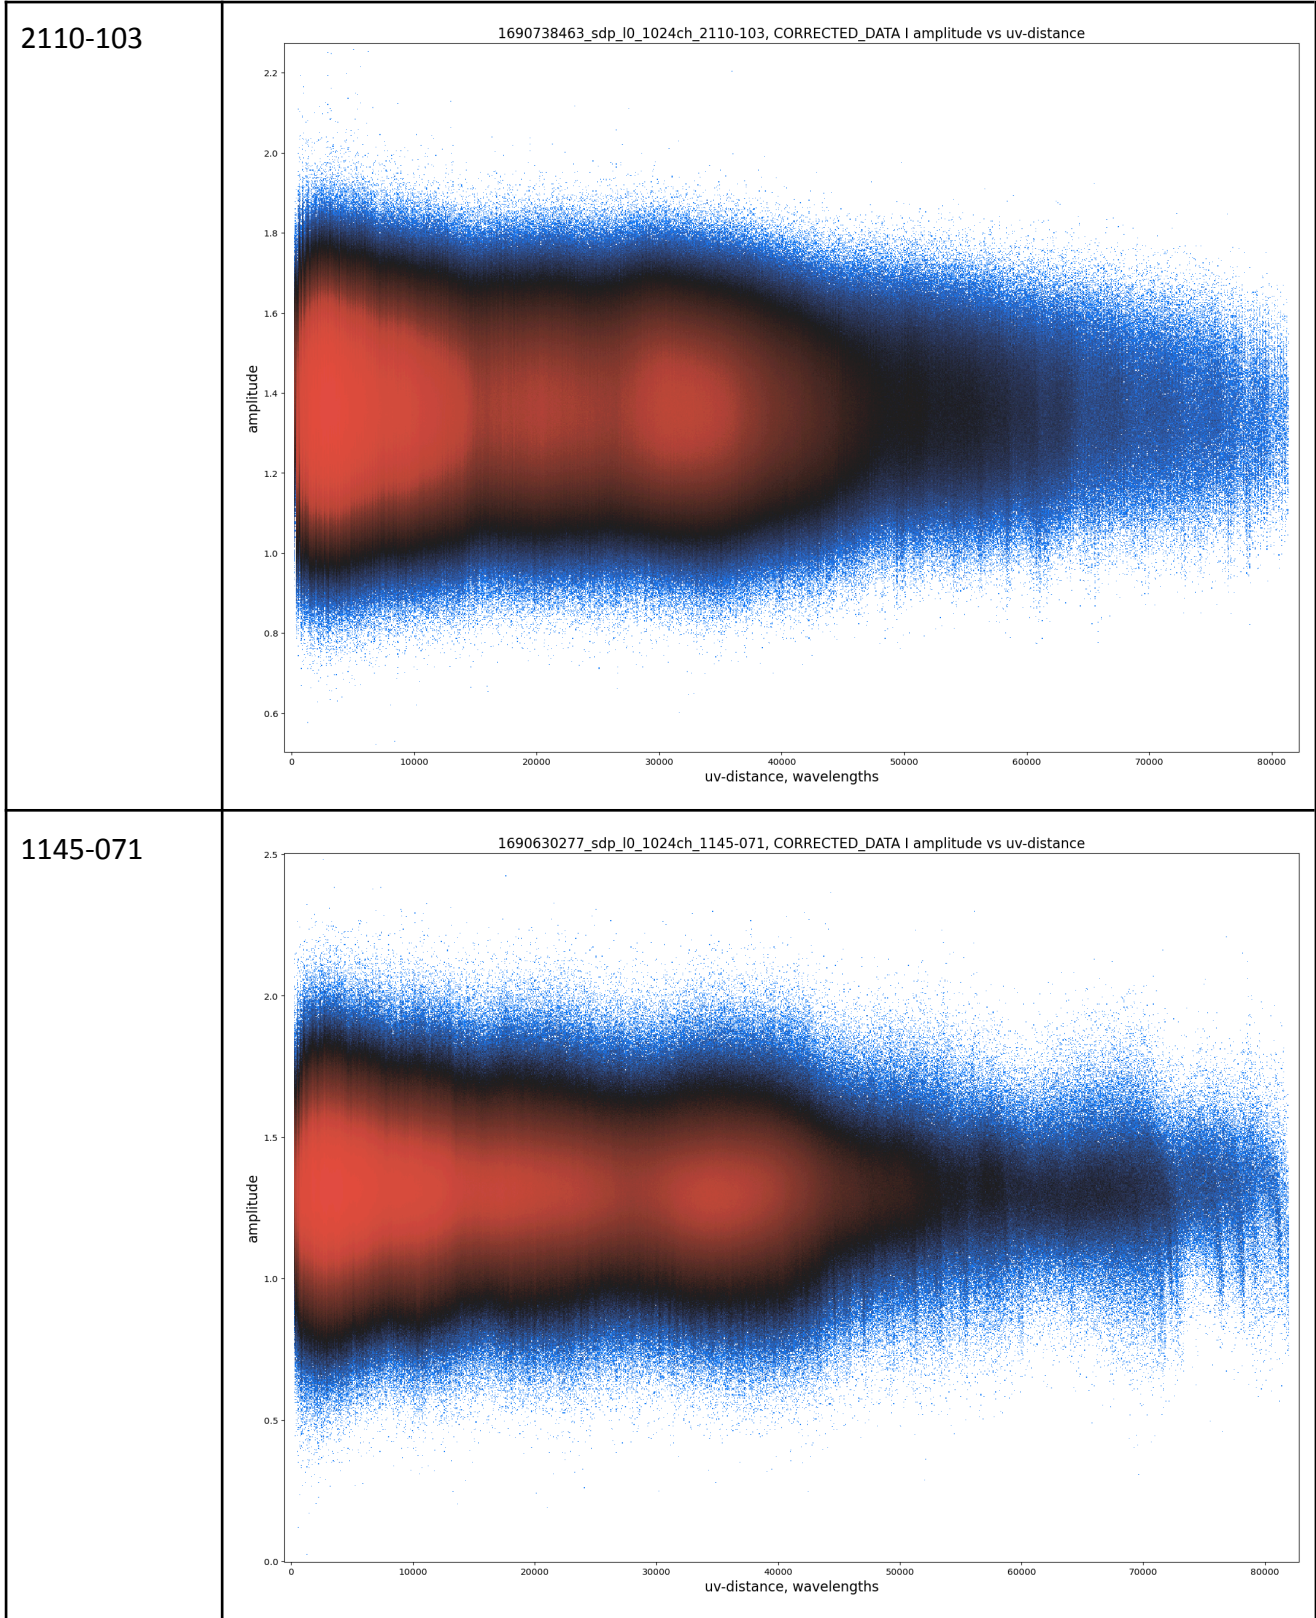 2110-103
1690738463_sdp_l0_1024ch_2110-103, CORRECTED_DATA I amplitude vs uv-distance
2.2
2.0
1.8
1.6
1.4
1.2
1.0
0.8
0.6
amplitude
0 10000 20000 30000 40000 50000 60000 70000 80000
uv-distance, wavelengths
1145-071
1690630277_sdp_l0_1024ch_1145-071, CORRECTED_DATA I amplitude vs uv-distance
2.5
2.0
1.5
1.0
0.5
0.0
amplitude
0 10000 20000 30000 40000 50000 60000 70000 80000
uv-distance, wavelengths